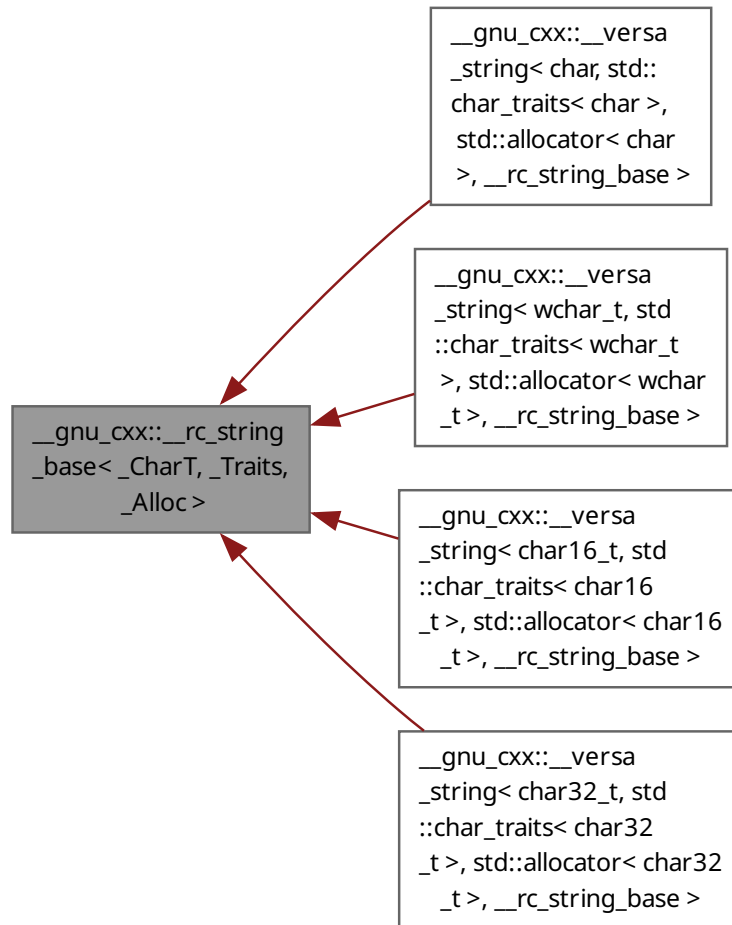 __gnu_cxx::__versa
_string< char, std::
char_traits< char >,
std::allocator< char
>, __rc_string_base >
__gnu_cxx::__versa
_string< wchar_t, std
::char_traits< wchar_t
>, std::allocator< wchar
_t >, __rc_string_base >
__gnu_cxx::__rc_string
_base< _CharT, _Traits,
_Alloc >
__gnu_cxx::__versa
_string< char16_t, std
::char_traits< char16
_t >, std::allocator< char16
_t >, __rc_string_base >
__gnu_cxx::__versa
_string< char32_t, std
::char_traits< char32
_t >, std::allocator< char32
_t >, __rc_string_base >